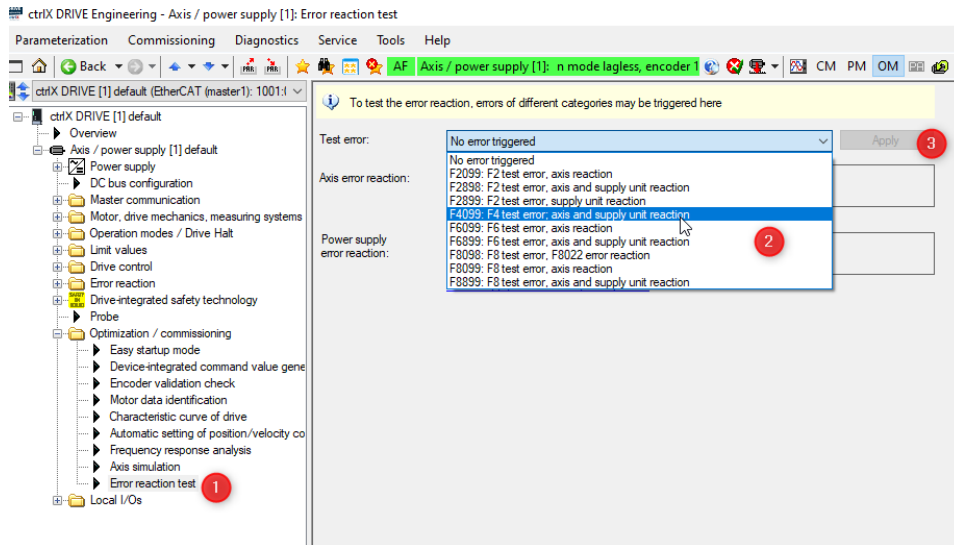 ctrlX DRIVE Engineering - Axis / power supply [1]: Error reaction test
Parameterization Commissioning Diagnostics Service Tools Help
Back PAR PAR AF Axis / power supply [1]: n mode lagless, encoder 1 CM PM OM
ctrlX DRIVE [1] default (EtherCAT (master1): 1001:(
ctrlX DRIVE [1] default
Overview
Axis / power supply [1] default
Power supply
DC bus configuration
Master communication
Motor, drive mechanics, measuring systems
Operation modes / Drive Halt
Limit values
Drive control
Error reaction
Drive-integrated safety technology
Probe
Optimization / commissioning
Easy startup mode
Device-integrated command value gene
Encoder validation check
Motor data identification
Characteristic curve of drive
Automatic setting of position/velocity co
Frequency response analysis
Axis simulation
Error reaction test 1
Local I/Os
To test the error reaction, errors of different categories may be triggered here
Test error: No error triggered Apply 3
No error triggered
F2099: F2 test error, axis reaction
F2898: F2 test error, axis and supply unit reaction
F2899: F2 test error, supply unit reaction
F4099: F4 test error; axis and supply unit reaction
F6099: F6 test error, axis reaction
F6899: F6 test error, axis and supply unit reaction
F8098: F8 test error, F8022 error reaction
F8099: F8 test error, axis reaction
F8899: F8 test error, axis and supply unit reaction
2
Axis error reaction:
Power supply
error reaction: